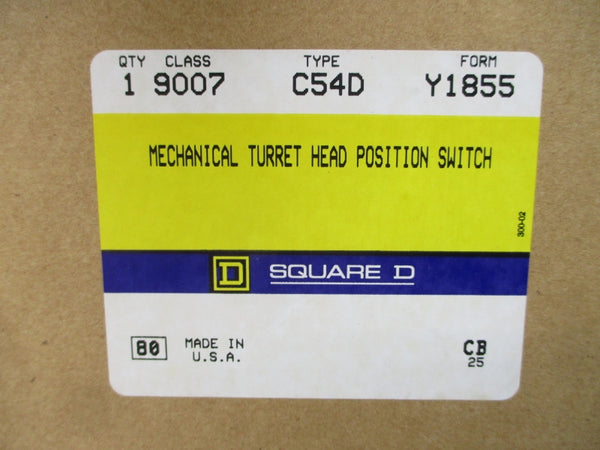 QTY CLASS TYPE FORM
1 9007 C54D Y1855
MECHANICAL TURRET HEAD POSITION SWITCH
300-02
D SQUARE D
80 MADE IN CB
U.S.A. 25